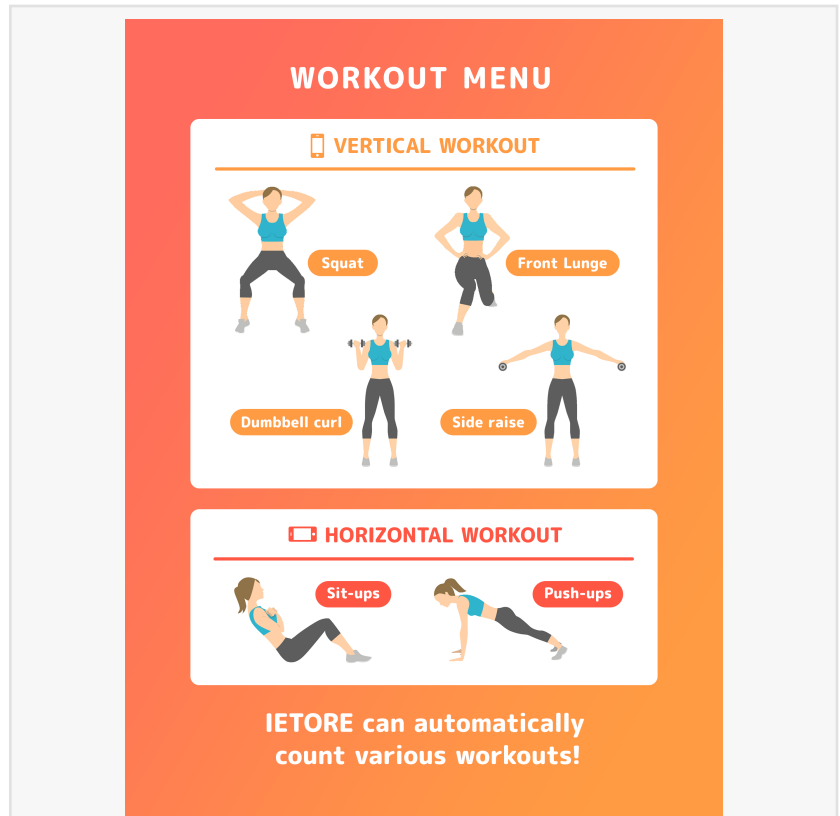 WORKOUT MENU
VERTICAL WORKOUT
Squat
Front Lunge
Dumbbell curl
Side raise
HORIZONTAL WORKOUT
Sit-ups
Push-ups
IETORE can automatically
count various workouts!